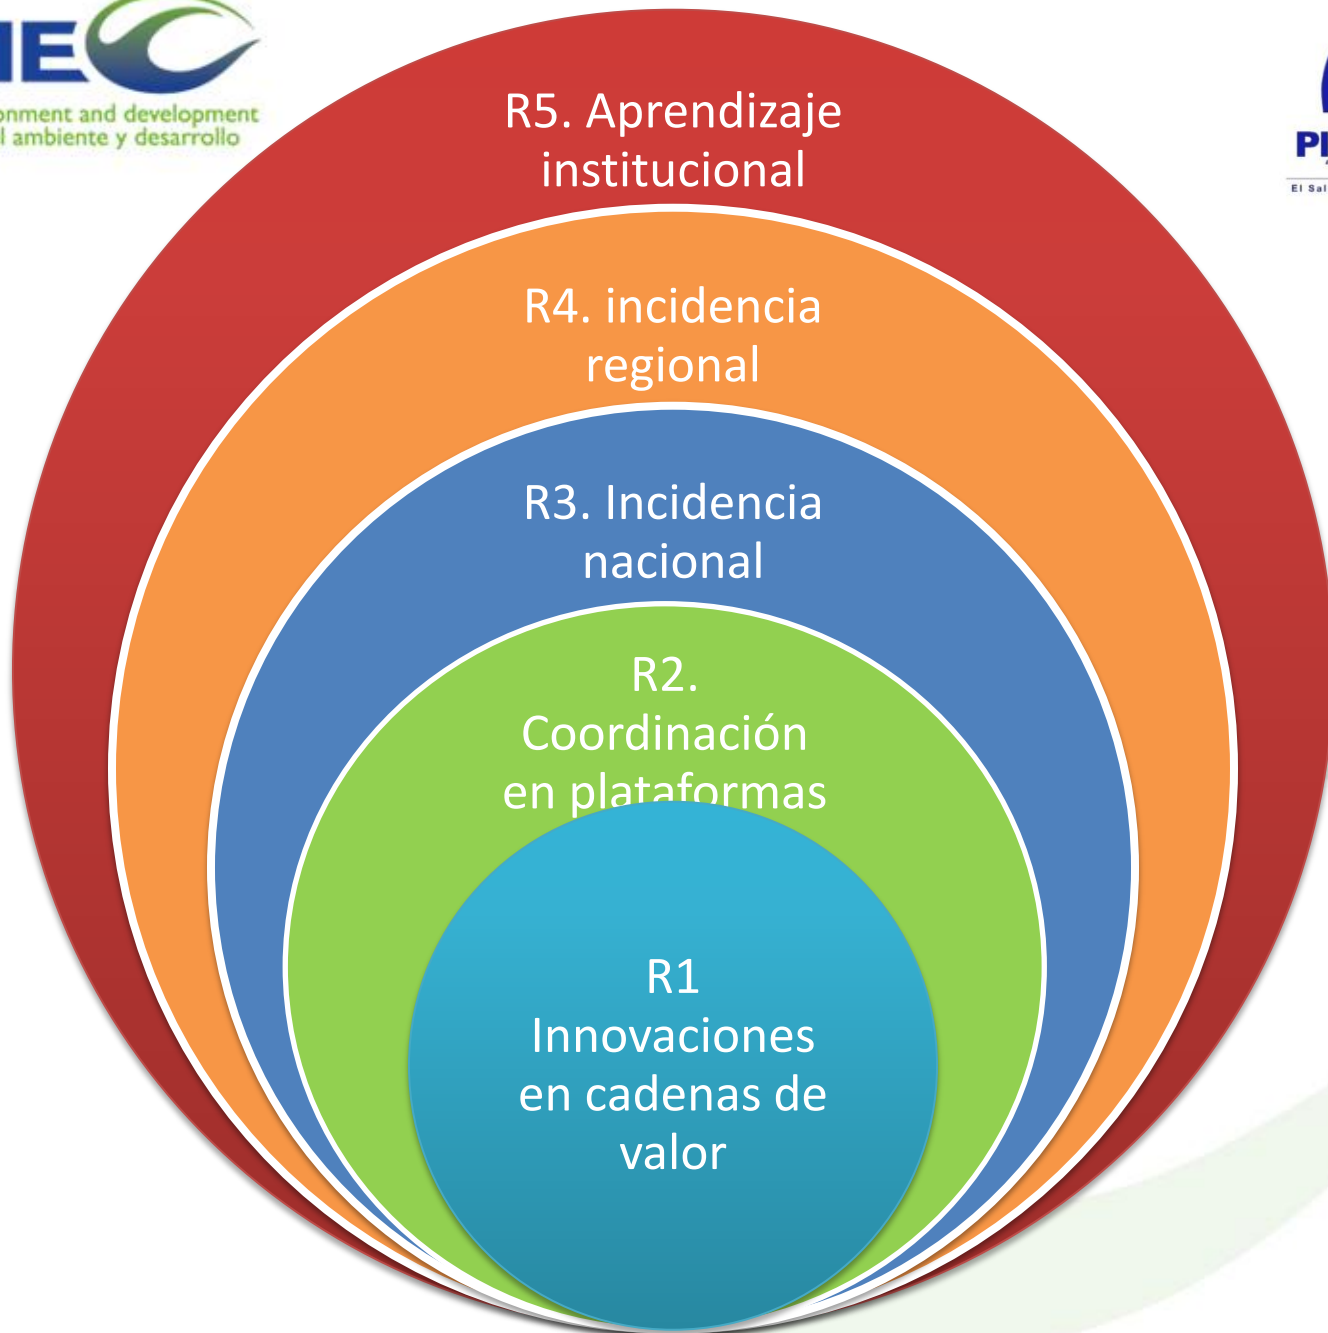 R5. Aprendizaje
institucional
R4. incidencia
regional
R3. Incidencia
nacional
R2.
Coordinación
en plataformas
R1
Innovaciones
en cadenas de
valor
and development
ambiente y desarrollo
El